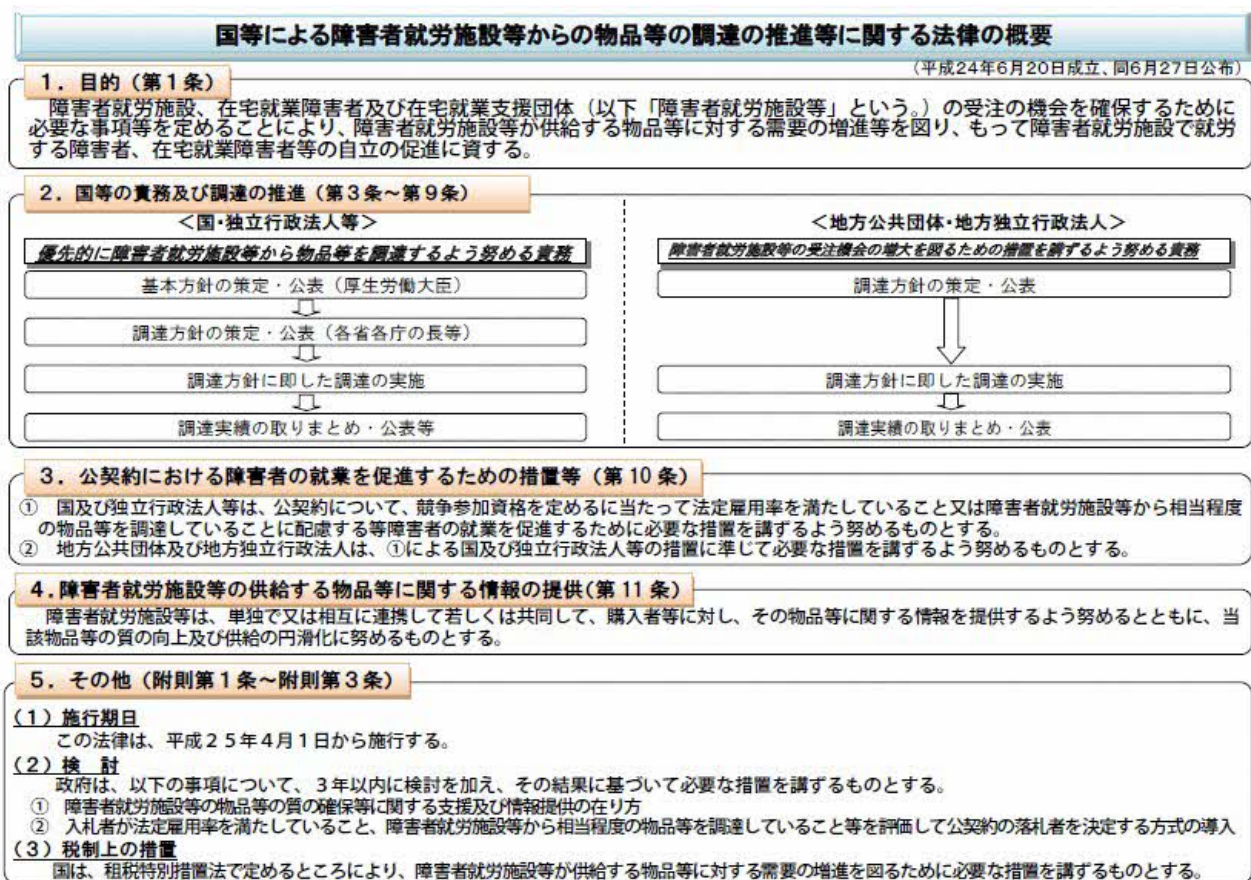 国等による障害者就労施設等からの物品等の調達の推進等に関する法律の概要
（平成24年6月20日成立、同6月27日公布）
１．目的（第１条）
障害者就労施設、在宅就業障害者及び在宅就業支援団体（以下「障害者就労施設等」という。）の受注の機会を確保するために
必要な事項等を定めることにより、障害者就労施設等が供給する物品等に対する需要の増進等を図り、もって障害者就労施設で就労
する障害者、在宅就業障害者等の自立の促進に資する。
２．国等の責務及び調達の推進（第３条～第９条）
＜国・独立行政法人等＞
優先的に障害者就労施設等から物品等を調達するよう努める責務
基本方針の策定・公表（厚生労働大臣）
調達方針の策定・公表（各省各庁の長等）
調達方針に即した調達の実施
調達実績の取りまとめ・公表等
＜地方公共団体・地方独立行政法人＞
障害者就労施設等の受注機会の増大を図るための措置を講ずるよう努める責務
調達方針の策定・公表
調達方針に即した調達の実施
調達実績の取りまとめ・公表
３．公契約における障害者の就業を促進するための措置等（第 10 条）
① 国及び独立行政法人等は、公契約について、競争参加資格を定めるに当たって法定雇用率を満たしていること又は障害者就労施設等から相当程度
の物品等を調達していることに配慮する等障害者の就業を促進するために必要な措置を講ずるよう努めるものとする。
② 地方公共団体及び地方独立行政法人は、①による国及び独立行政法人等の措置に準じて必要な措置を講ずるよう努めるものとする。
４．障害者就労施設等の供給する物品等に関する情報の提供（第 11 条）
障害者就労施設等は、単独で又は相互に連携して若しくは共同して、購入者等に対し、その物品等に関する情報を提供するよう努めるとともに、当
該物品等の質の向上及び供給の円滑化に努めるものとする。
５．その他（附則第１条～附則第３条）
（１）施行期日
この法律は、平成２５年４月１日から施行する。
（２）検　討
政府は、以下の事項について、３年以内に検討を加え、その結果に基づいて必要な措置を講ずるものとする。
① 障害者就労施設等の物品等の質の確保等に関する支援及び情報提供の在り方
② 入札者が法定雇用率を満たしていること、障害者就労施設等から相当程度の物品等を調達していること等を評価して公契約の落札者を決定する方式の導入
（３）税制上の措置
国は、租税特別措置法で定めるところにより、障害者就労施設等が供給する物品等に対する需要の増進を図るために必要な措置を講ずるものとする。